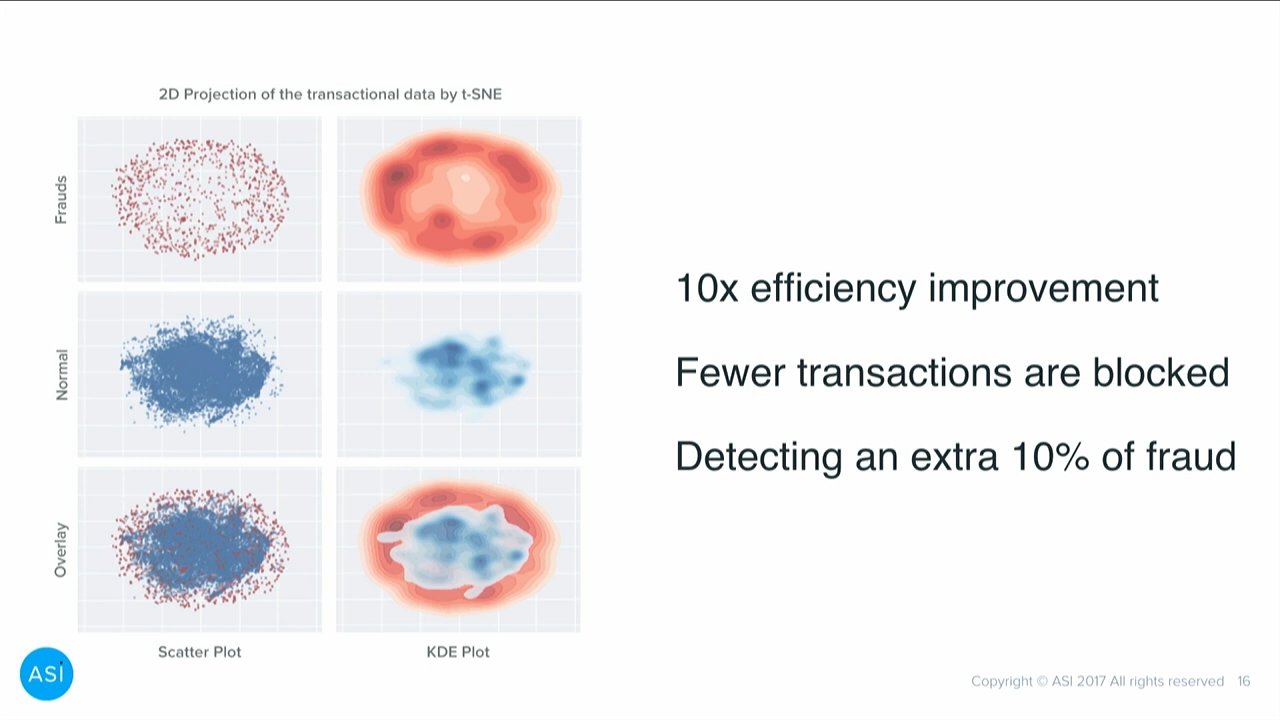 2D Projection of the transactional data by t-SNE
Frauds
Normal
Overlay
Scatter Plot
KDE Plot
10x efficiency improvement
Fewer transactions are blocked
Detecting an extra 10% of fraud
ASI
Copyright © ASI 2017 All rights reserved 16